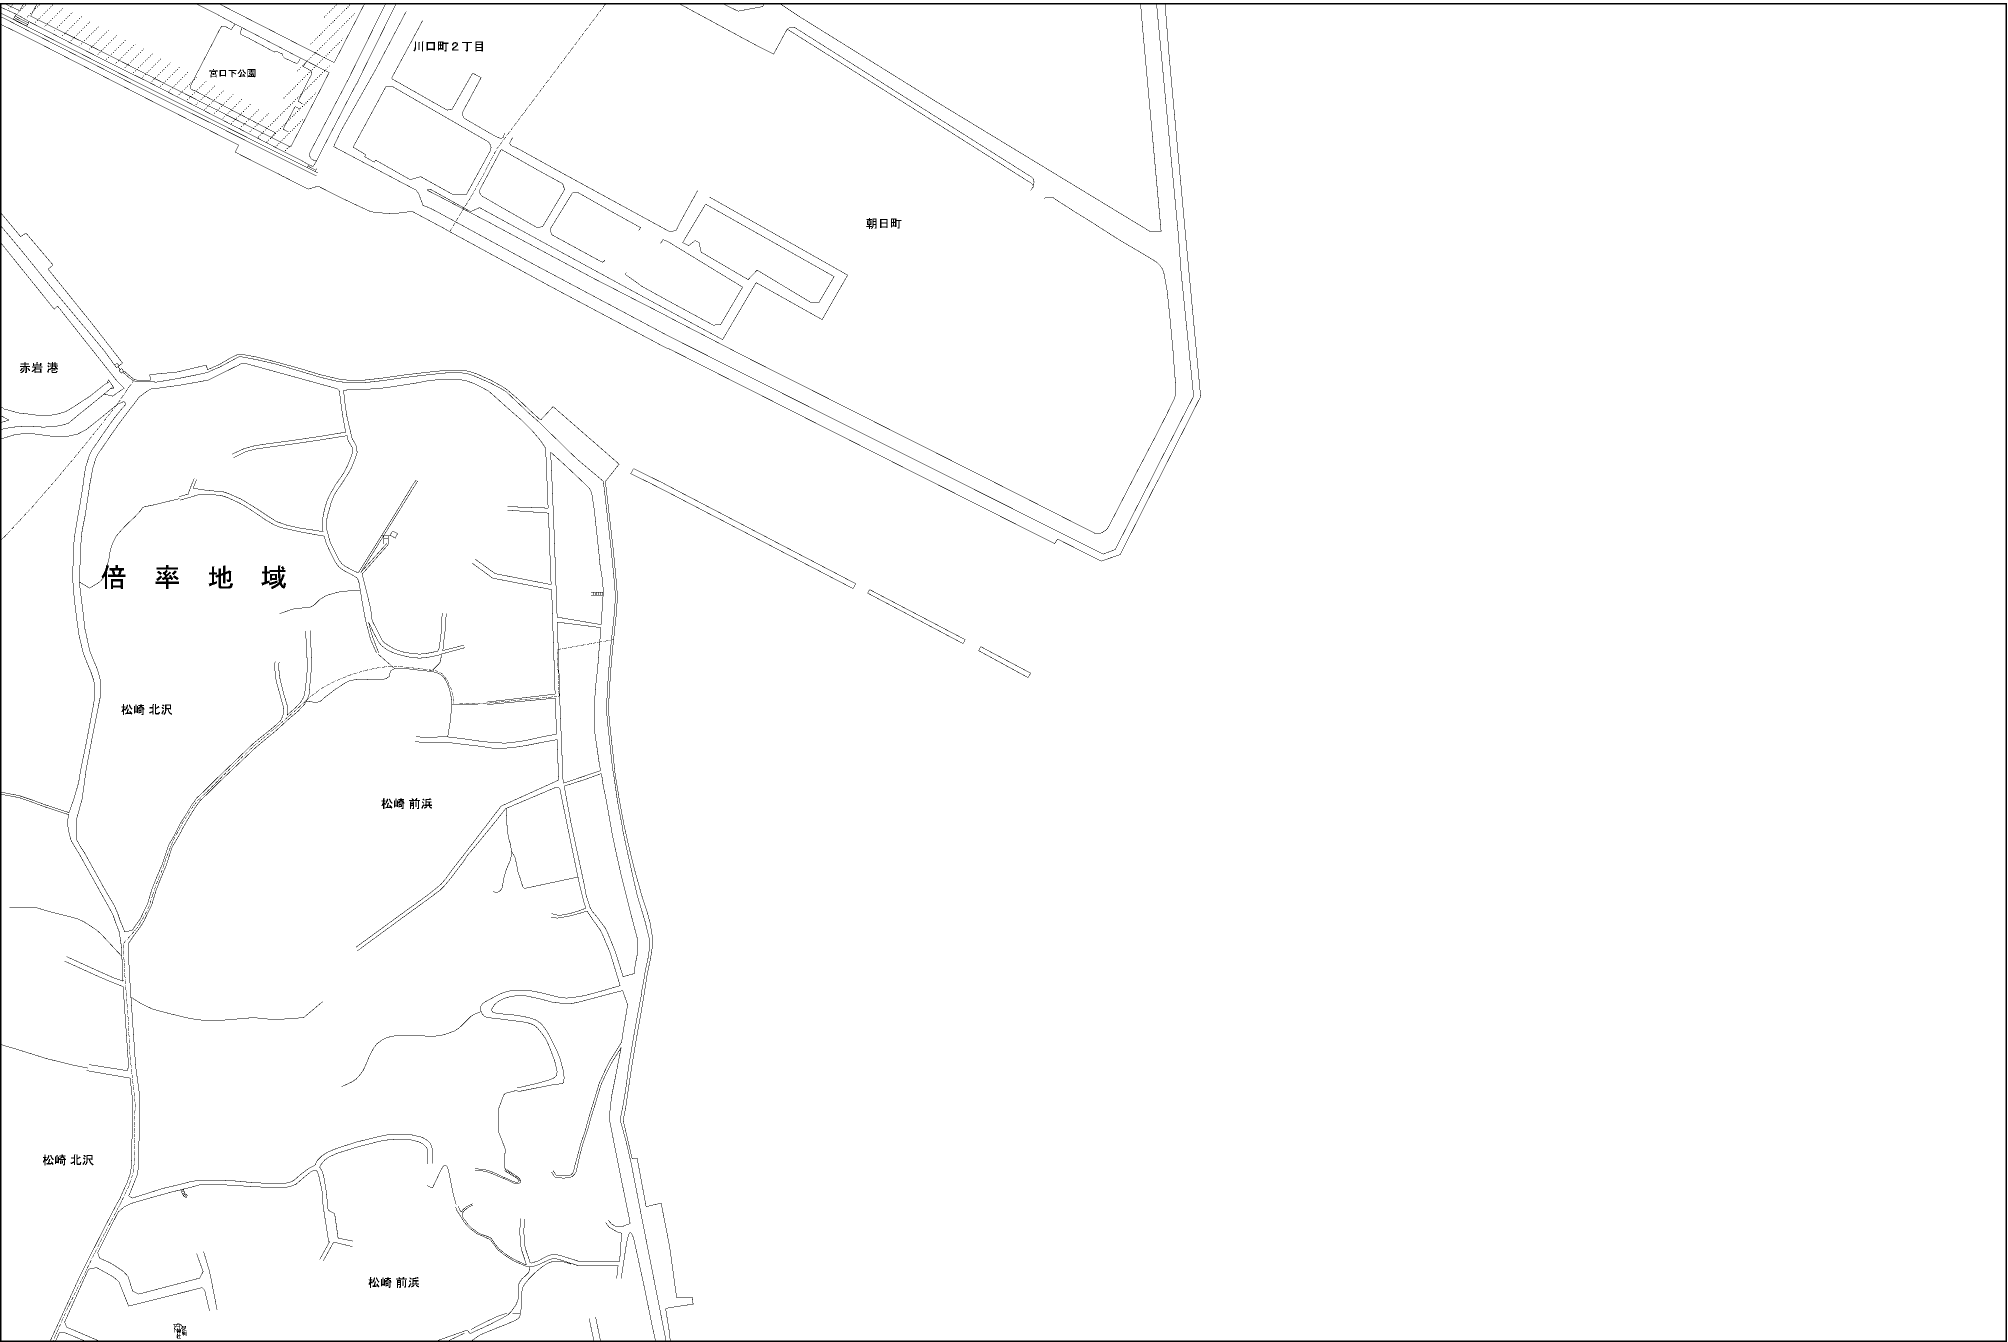 川口町２丁目
宮口下公園
朝日町
赤岩 港
倍 率 地 域
松崎 北沢
松崎 前浜
松崎 北沢
松崎 前浜